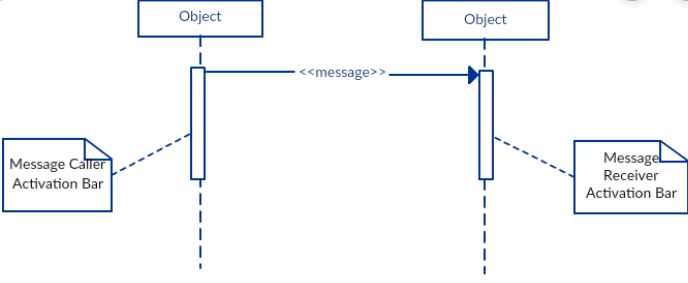 Object
Object
<<message>>
Message Caller
Activation Bar
Message
Receiver
Activation Bar